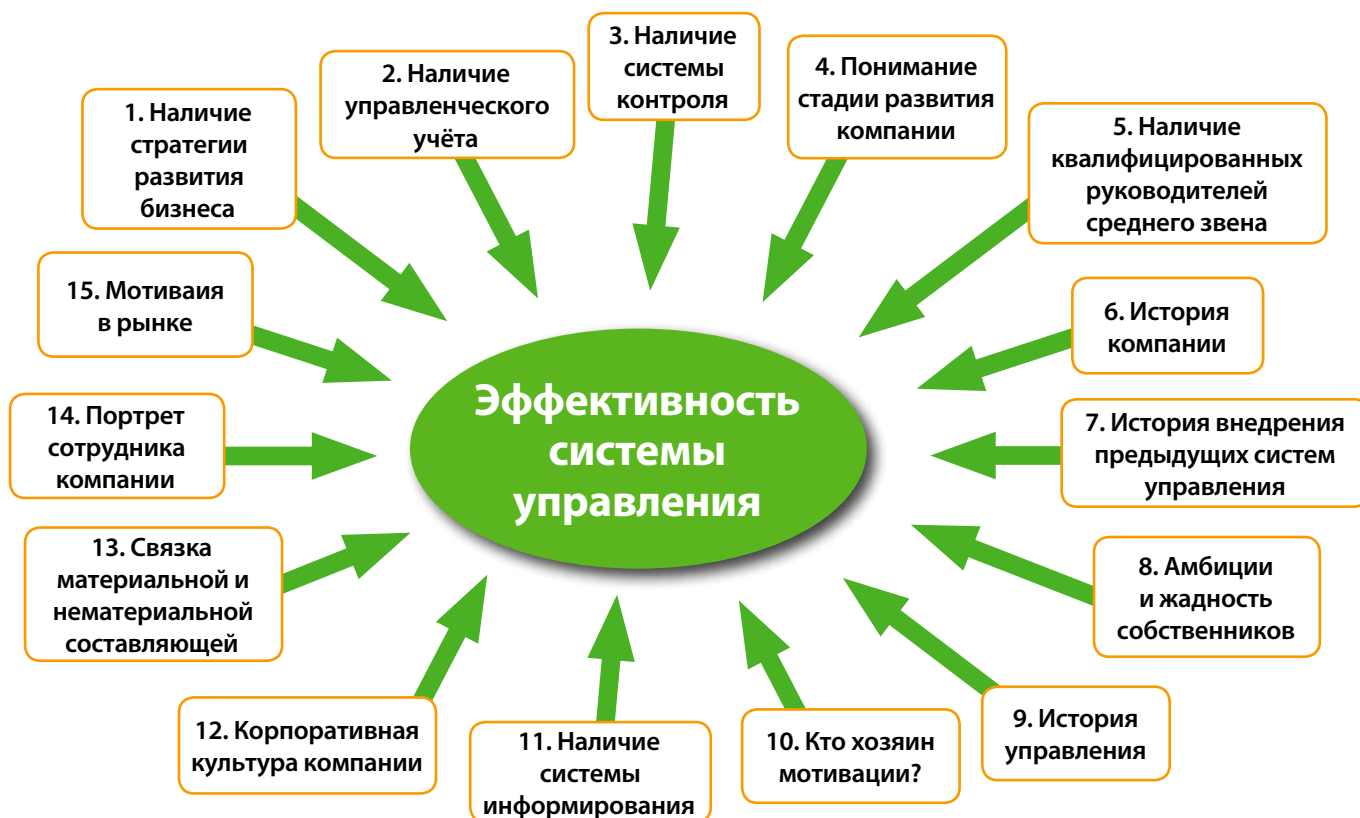 1. Наличие
стратегии
развития
бизнеса
2. Наличие
управленческого
учёта
3. Наличие
системы
контроля
4. Понимание
стадии развития
компании
5. Наличие
квалифицированных
руководителей
среднего звена
6. История
компании
7. История внедрения
предыдущих систем
управления
8. Амбиции
и жадность
собственников
9. История
управления
10. Кто хозяин
мотивации?
11. Наличие
системы
информирования
12. Корпоративная
культура компании
13. Связка
материальной и
нематериальной
составляющей
14. Портрет
сотрудника
компании
15. Мотиваия
в рынке
Эффективность
системы
управления